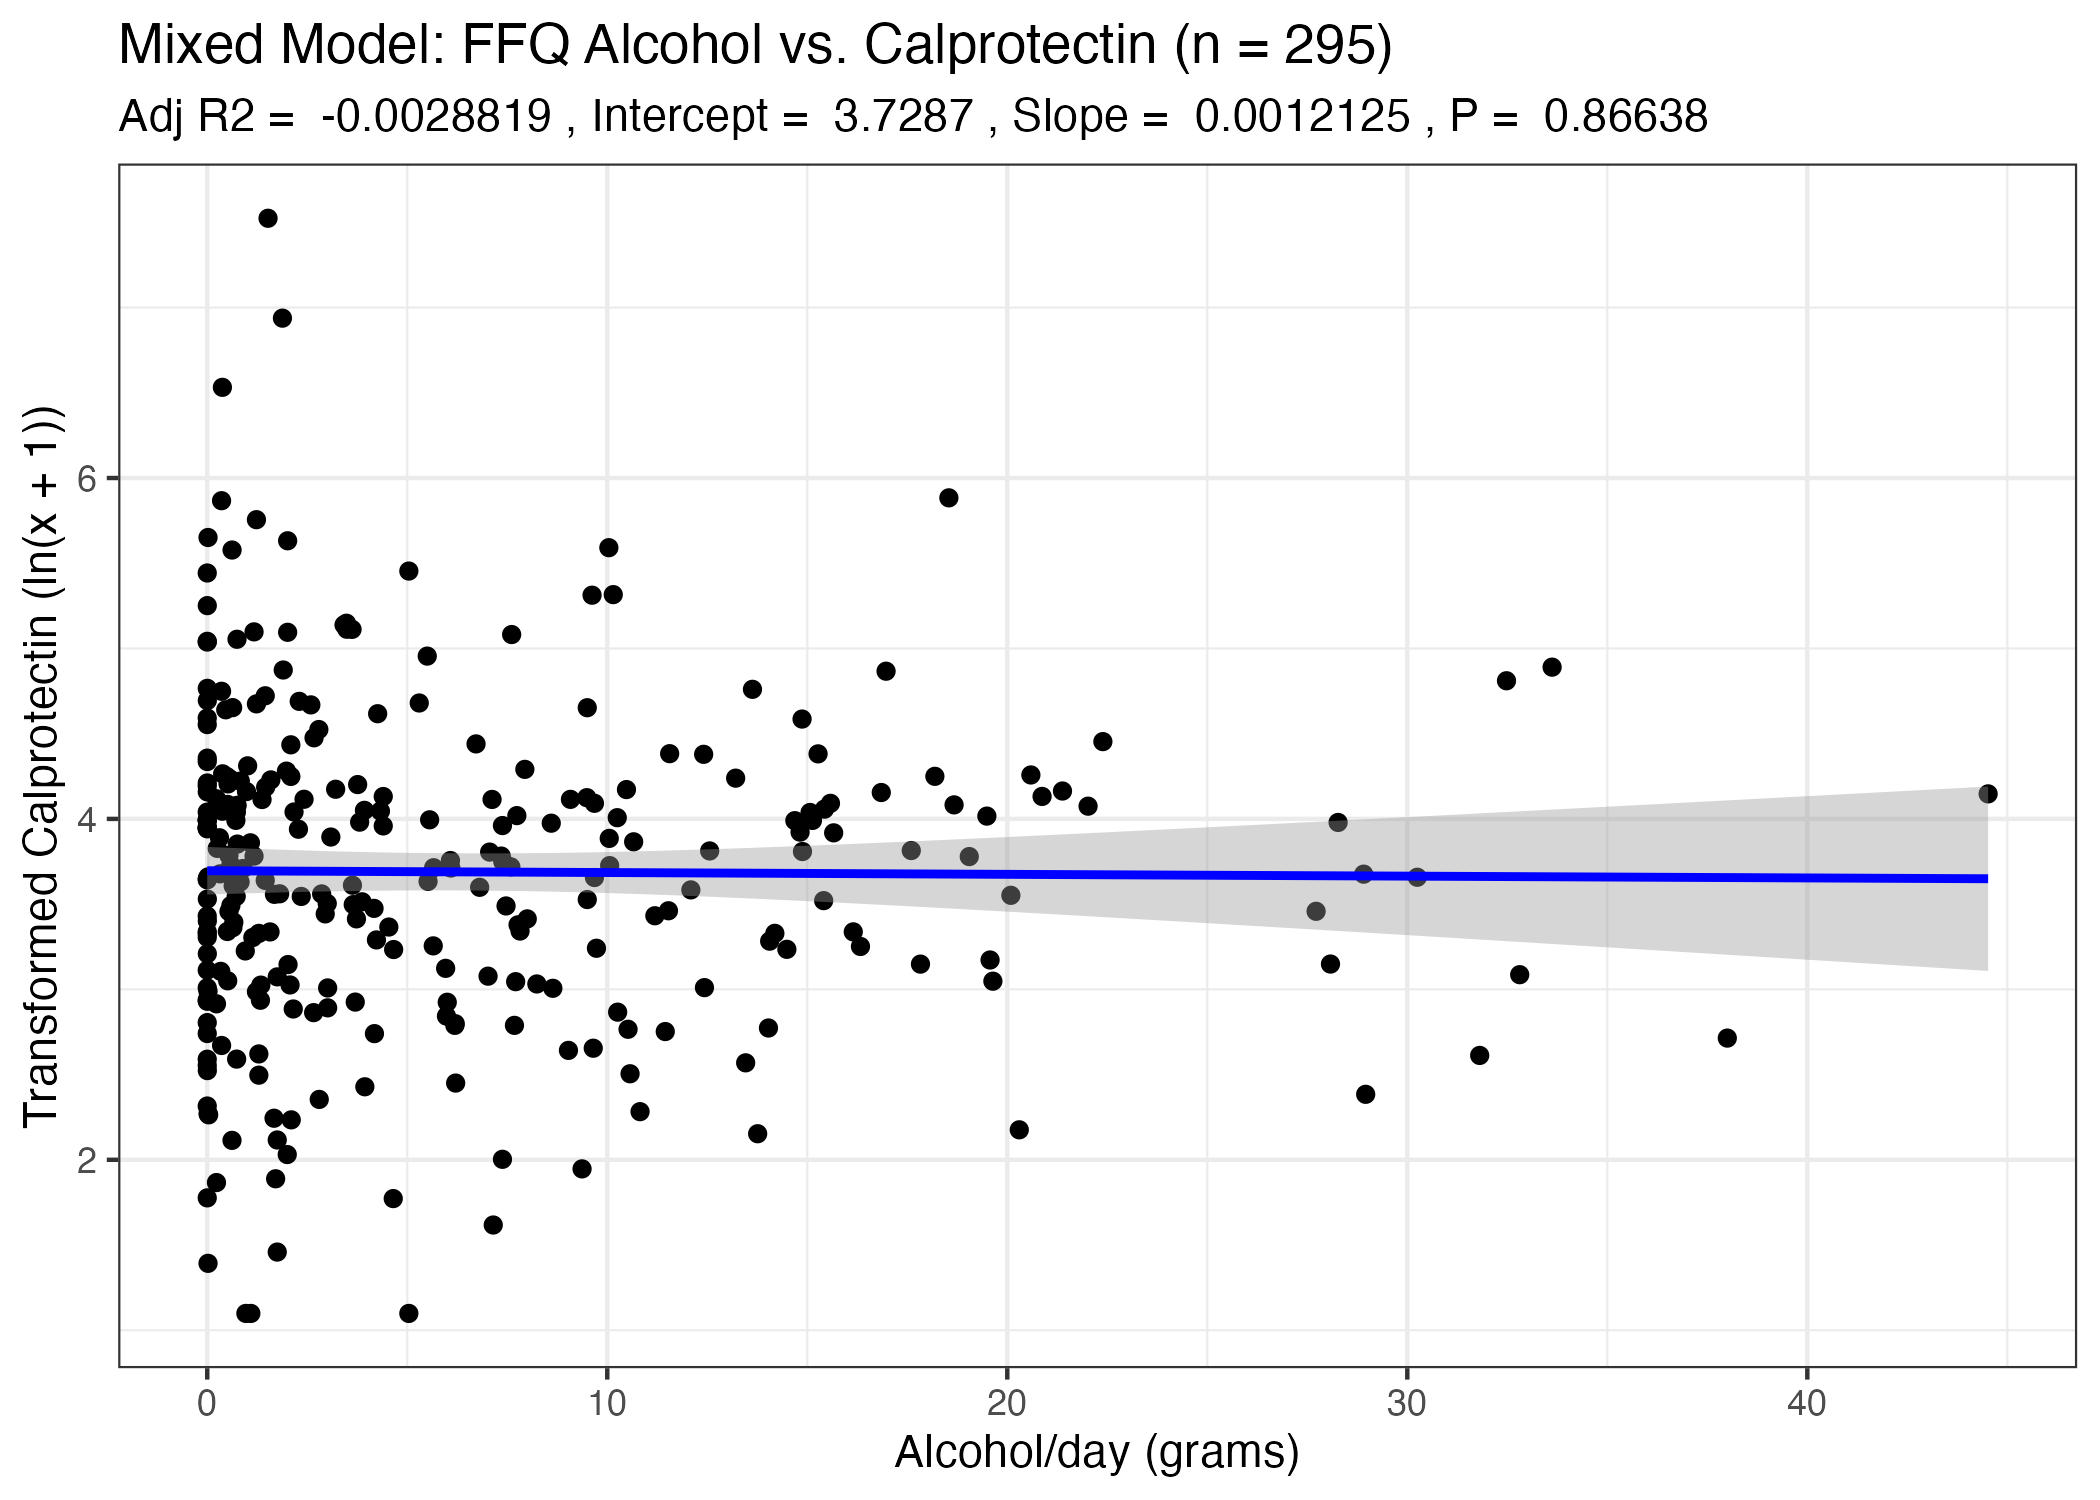 Mixed Model: FFQ Alcohol vs. Calprotectin (n = 295)
Adj R2 =  -0.0028819 , Intercept =  3.7287 , Slope =  0.0012125 , P =  0.86638
Transformed Calprotectin (ln(x + 1))
6
4
2
0 10 20 30 40
Alcohol/day (grams)